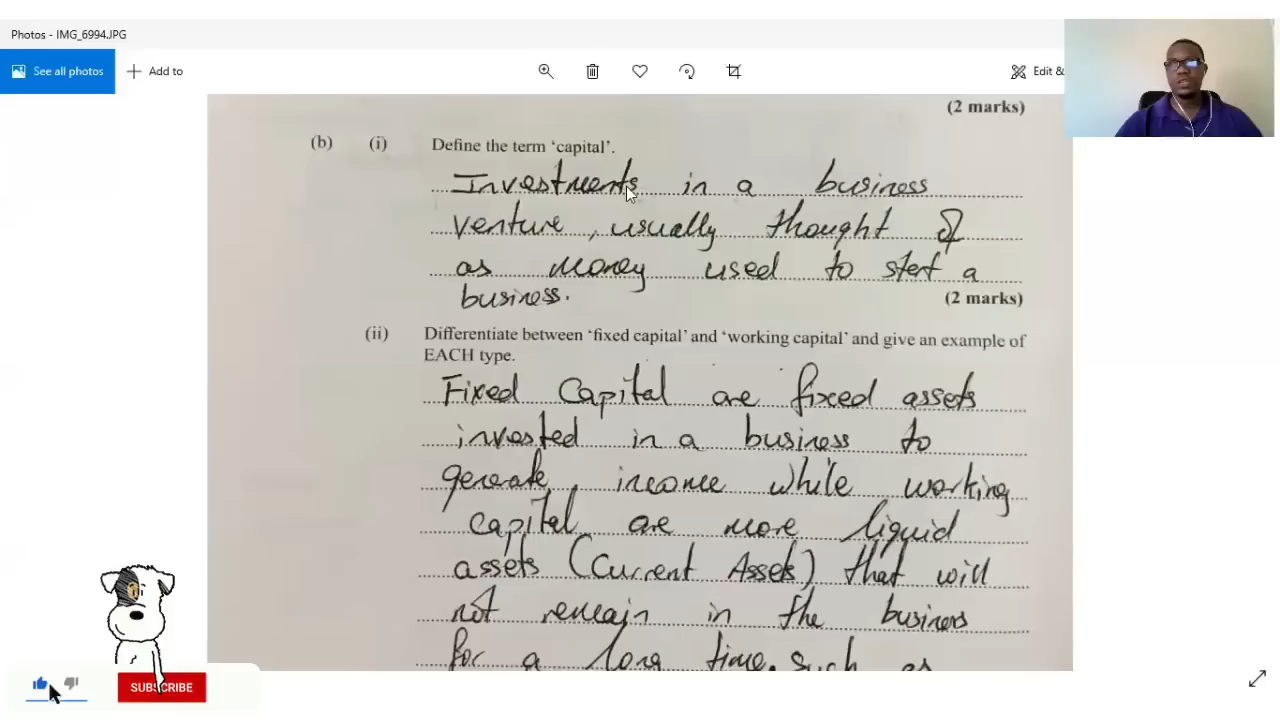 Photos - IMG_6994.JPG
See all photos
Add to
Edit &
(2 marks)
(b) (i) Define the term ‘capital’.
Investments in a business
venture, usually thought of
as money used to start a
business.
(2 marks)
(ii) Differentiate between ‘fixed capital’ and ‘working capital’ and give an example of
EACH type.
Fixed Capital are fixed assets
invested in a business to
generate income while working
capital are more liquid
assets (Current Assets) that will
not remain in the business
for a long time. such as
SUBSCRIBE